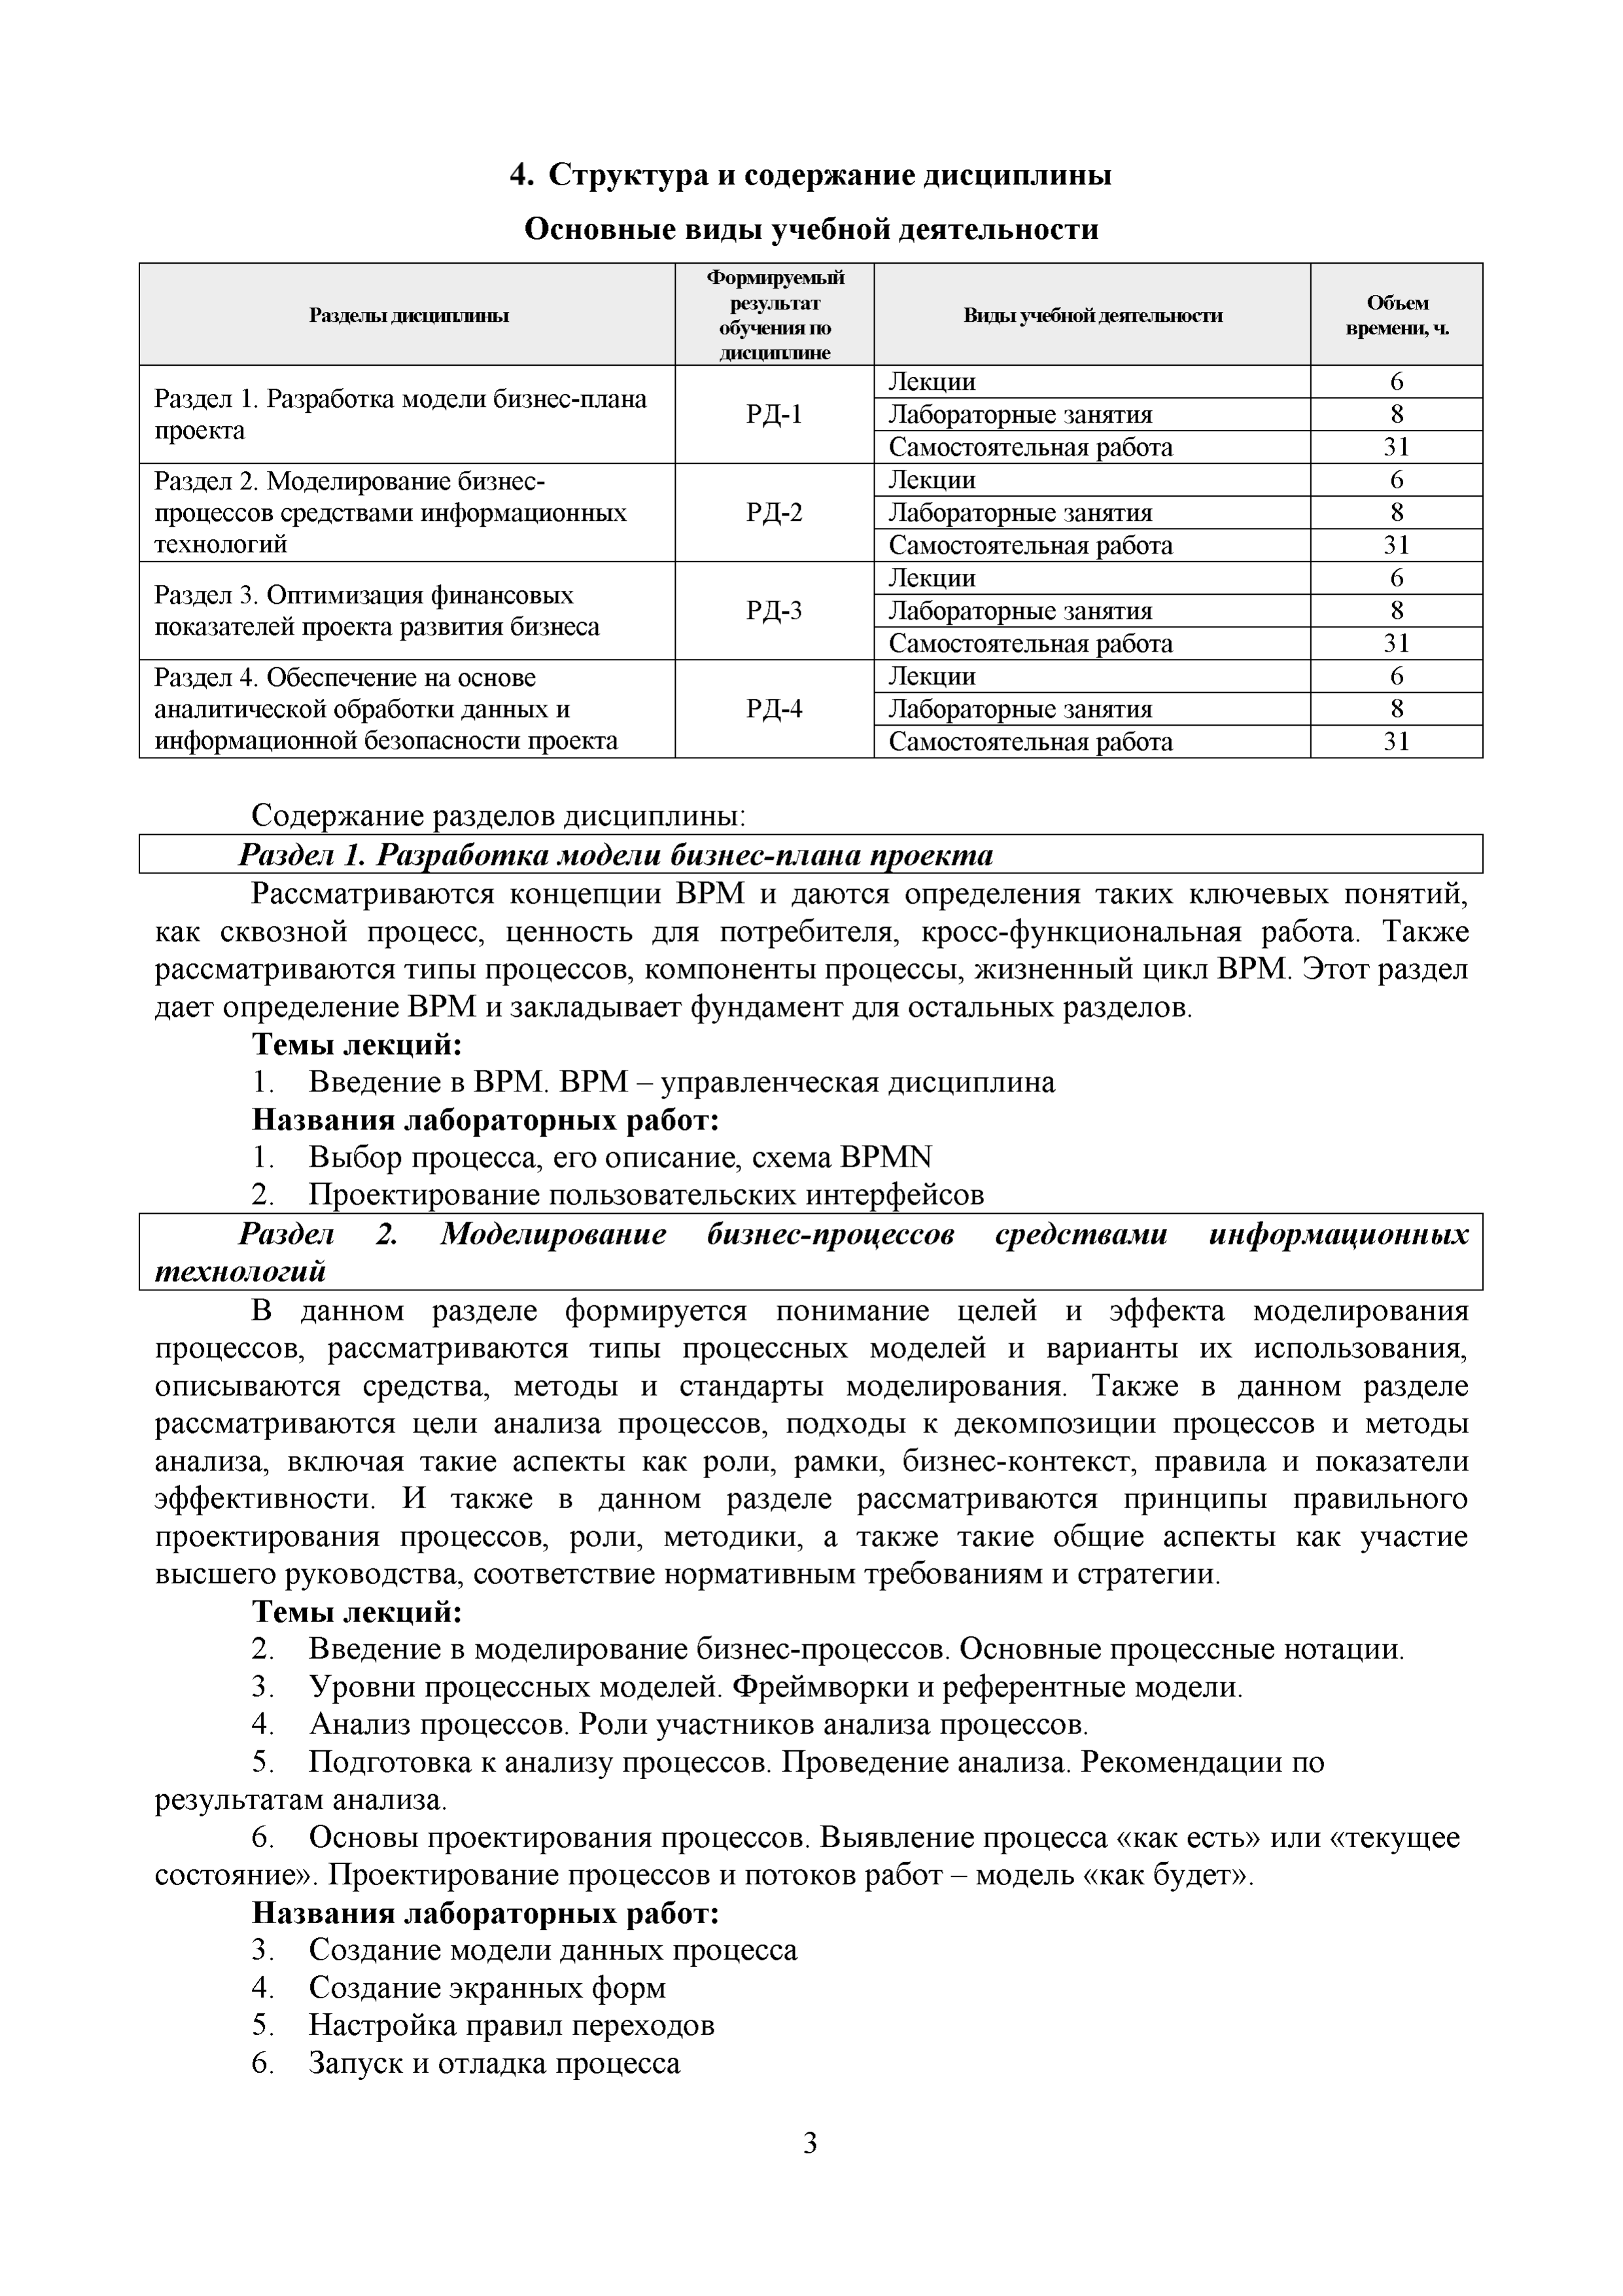 4. Структура и содержание дисциплины
Основные виды учебной деятельности
Разделы дисциплины
Формируемый
результат
обучения по
дисциплине
Виды учебной деятельности
Объем
времени, ч.
Раздел 1. Разработка модели бизнес-плана
проекта
РД-1
Лекции
6
Лабораторные занятия
8
Самостоятельная работа
31
Раздел 2. Моделирование бизнес-
процессов средствами информационных
технологий
РД-2
Лекции
6
Лабораторные занятия
8
Самостоятельная работа
31
Раздел 3. Оптимизация финансовых
показателей проекта развития бизнеса
РД-3
Лекции
6
Лабораторные занятия
8
Самостоятельная работа
31
Раздел 4. Обеспечение на основе
аналитической обработки данных и
информационной безопасности проекта
РД-4
Лекции
6
Лабораторные занятия
8
Самостоятельная работа
31
Содержание разделов дисциплины:
Раздел 1. Разработка модели бизнес-плана проекта
Рассматриваются концепции BPM и даются определения таких ключевых понятий,
как сквозной процесс, ценность для потребителя, кросс-функциональная работа. Также
рассматриваются типы процессов, компоненты процессы, жизненный цикл BPM. Этот раздел
дает определение BPM и закладывает фундамент для остальных разделов.
Темы лекций:
1. Введение в BPM. BPM – управленческая дисциплина
Названия лабораторных работ:
1. Выбор процесса, его описание, схема BPMN
2. Проектирование пользовательских интерфейсов
Раздел 2. Моделирование бизнес-процессов средствами информационных
технологий
В данном разделе формируется понимание целей и эффекта моделирования
процессов, рассматриваются типы процессных моделей и варианты их использования,
описываются средства, методы и стандарты моделирования. Также в данном разделе
рассматриваются цели анализа процессов, подходы к декомпозиции процессов и методы
анализа, включая такие аспекты как роли, рамки, бизнес-контекст, правила и показатели
эффективности. И также в данном разделе рассматриваются принципы правильного
проектирования процессов, роли, методики, а также такие общие аспекты как участие
высшего руководства, соответствие нормативным требованиям и стратегии.
Темы лекций:
2. Введение в моделирование бизнес-процессов. Основные процессные нотации.
3. Уровни процессных моделей. Фреймворки и референтные модели.
4. Анализ процессов. Роли участников анализа процессов.
5. Подготовка к анализу процессов. Проведение анализа. Рекомендации по
результатам анализа.
6. Основы проектирования процессов. Выявление процесса «как есть» или «текущее
состояние». Проектирование процессов и потоков работ – модель «как будет».
Названия лабораторных работ:
3. Создание модели данных процесса
4. Создание экранных форм
5. Настройка правил переходов
6. Запуск и отладка процесса
3